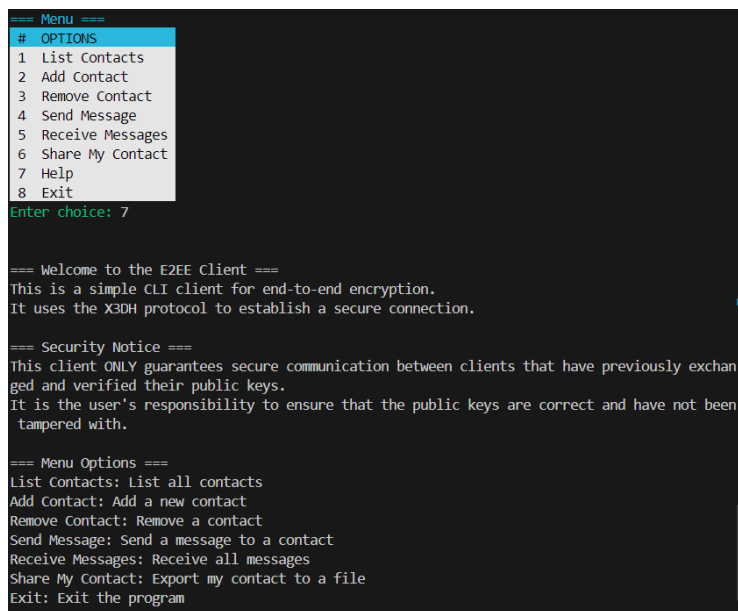 === Menu ===
# OPTIONS
1 List Contacts
2 Add Contact
3 Remove Contact
4 Send Message
5 Receive Messages
6 Share My Contact
7 Help
8 Exit
Enter choice: 7
=== Welcome to the E2EE Client ===
This is a simple CLI client for end-to-end encryption.
It uses the X3DH protocol to establish a secure connection.
=== Security Notice ===
This client ONLY guarantees secure communication between clients that have previously exchan
ged and verified their public keys.
It is the user's responsibility to ensure that the public keys are correct and have not been
tampered with.
=== Menu Options ===
List Contacts: List all contacts
Add Contact: Add a new contact
Remove Contact: Remove a contact
Send Message: Send a message to a contact
Receive Messages: Receive all messages
Share My Contact: Export my contact to a file
Exit: Exit the program